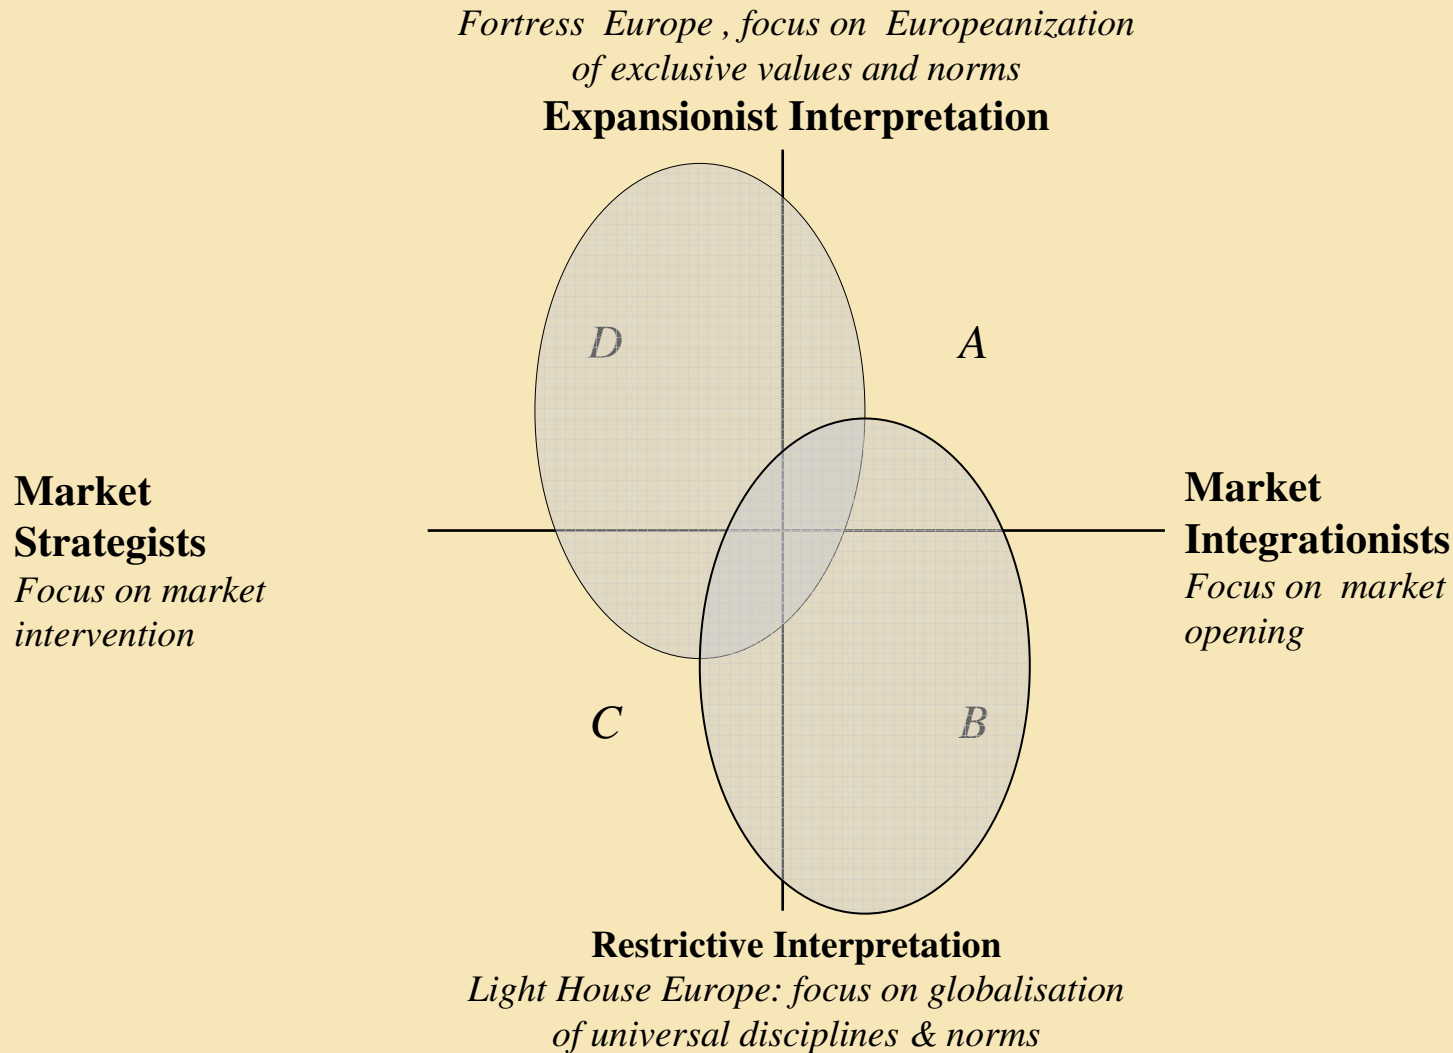 Fortress Europe , focus on Europeanization
of exclusive values and norms
Expansionist Interpretation
D
A
Market
Strategists
Focus on market
intervention
Market
Integrationists
Focus on market
opening
C
B
Restrictive Interpretation
Light House Europe: focus on globalisation
of universal disciplines & norms